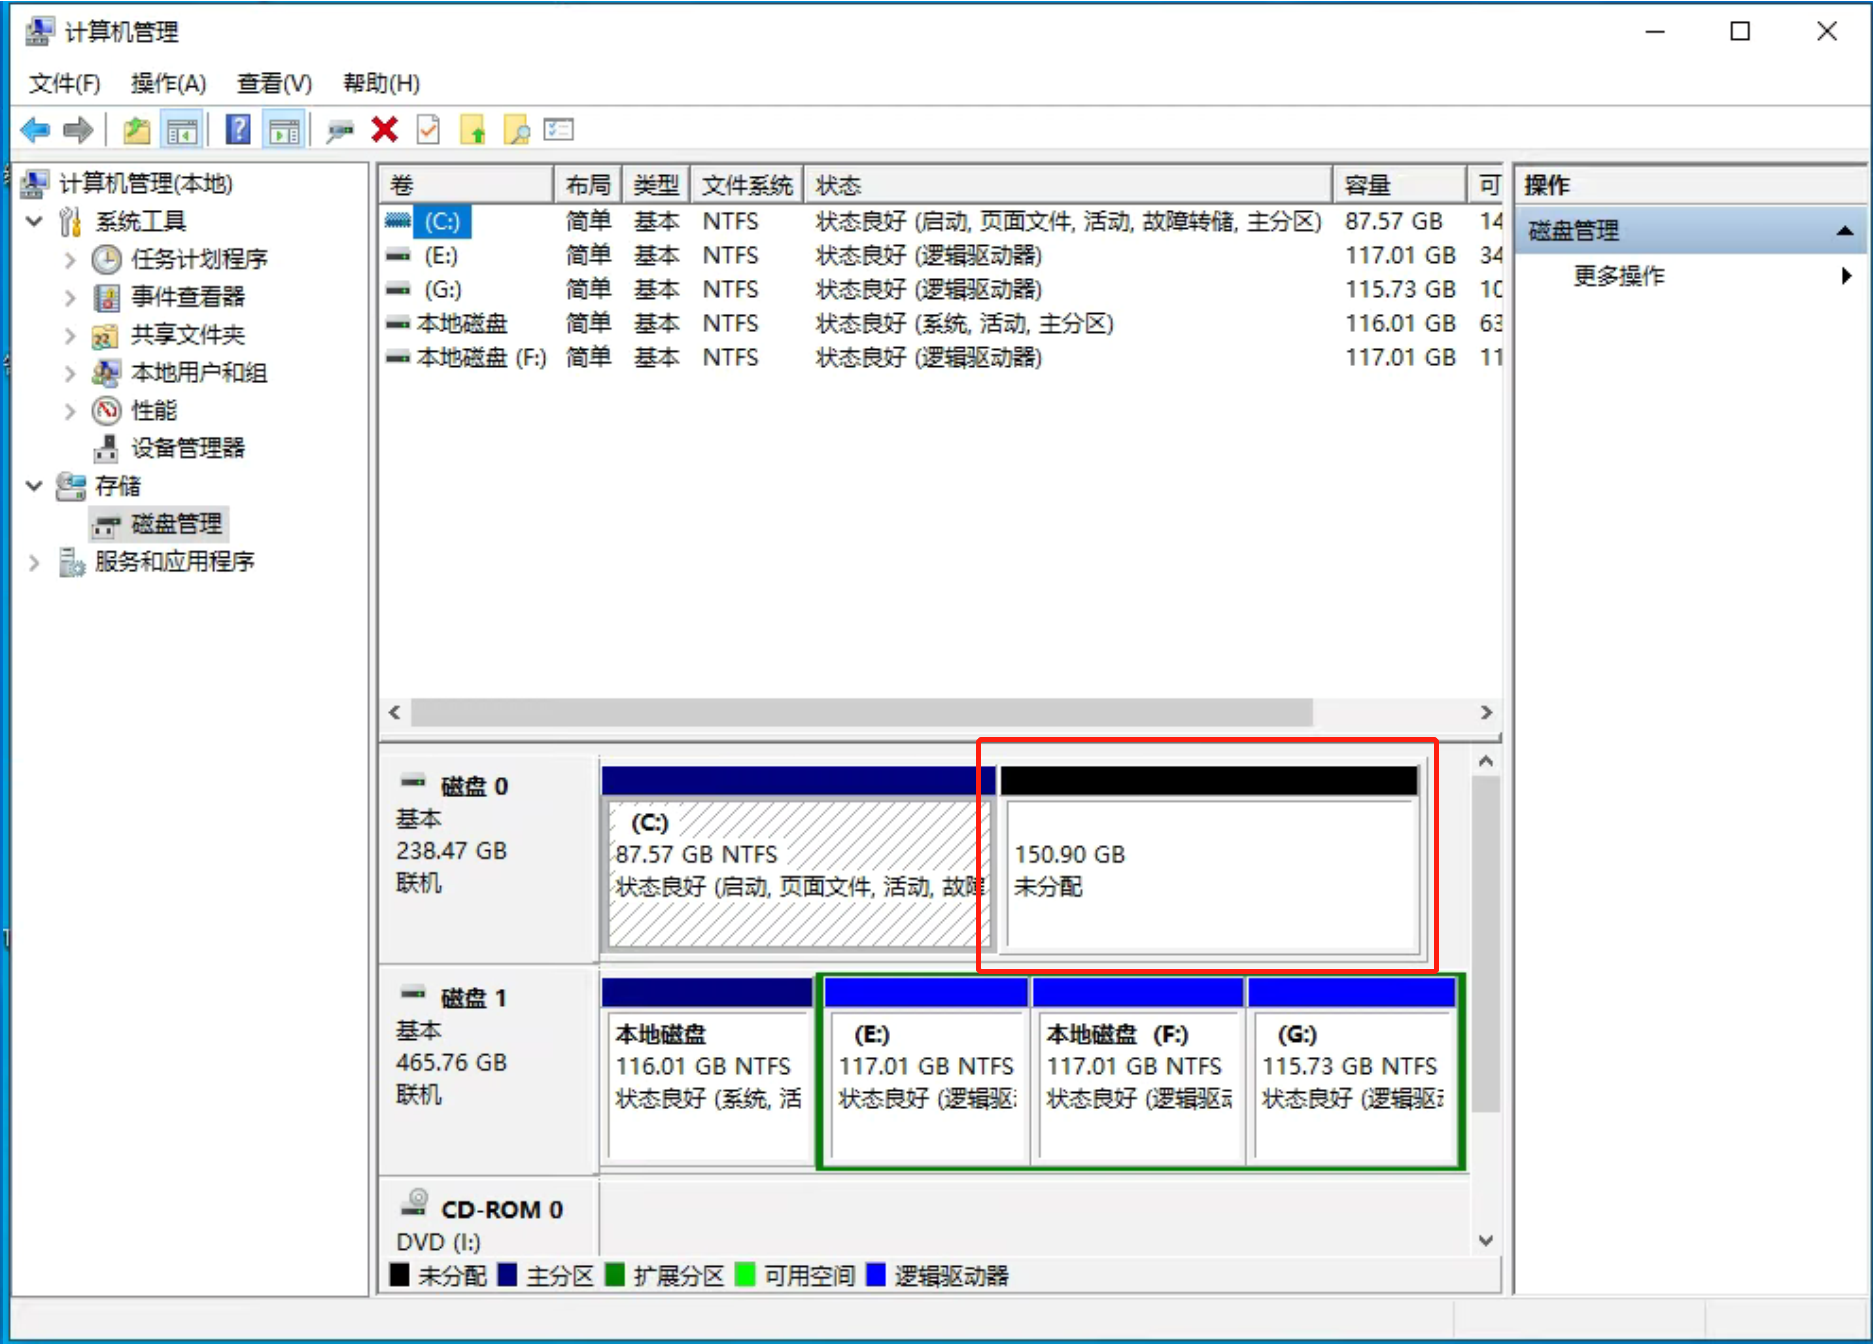 计算机管理
文件(F) 操作(A) 查看(V) 帮助(H)
计算机管理(本地)
系统工具
任务计划程序
事件查看器
共享文件夹
本地用户和组
性能
设备管理器
存储
磁盘管理
服务和应用程序
卷 布局 类型 文件系统 状态 容量 可
(C:) 简单 基本 NTFS 状态良好 (启动, 页面文件, 活动, 故障转储, 主分区) 87.57 GB 14
(E:) 简单 基本 NTFS 状态良好 (逻辑驱动器) 117.01 GB 34
(G:) 简单 基本 NTFS 状态良好 (逻辑驱动器) 115.73 GB 10
本地磁盘 简单 基本 NTFS 状态良好 (系统, 活动, 主分区) 116.01 GB 63
本地磁盘 (F:) 简单 基本 NTFS 状态良好 (逻辑驱动器) 117.01 GB 11
操作
磁盘管理
更多操作
磁盘 0
基本
238.47 GB
联机
(C:)
87.57 GB NTFS
状态良好 (启动, 页面文件, 活动, 故障
150.90 GB
未分配
磁盘 1
基本
465.76 GB
联机
本地磁盘
116.01 GB NTFS
状态良好 (系统, 活
(E:)
117.01 GB NTFS
状态良好 (逻辑驱
本地磁盘 (F:)
117.01 GB NTFS
状态良好 (逻辑驱
(G:)
115.73 GB NTFS
状态良好 (逻辑驱
CD-ROM 0
DVD (I:)
未分配 主分区 扩展分区 可用空间 逻辑驱动器